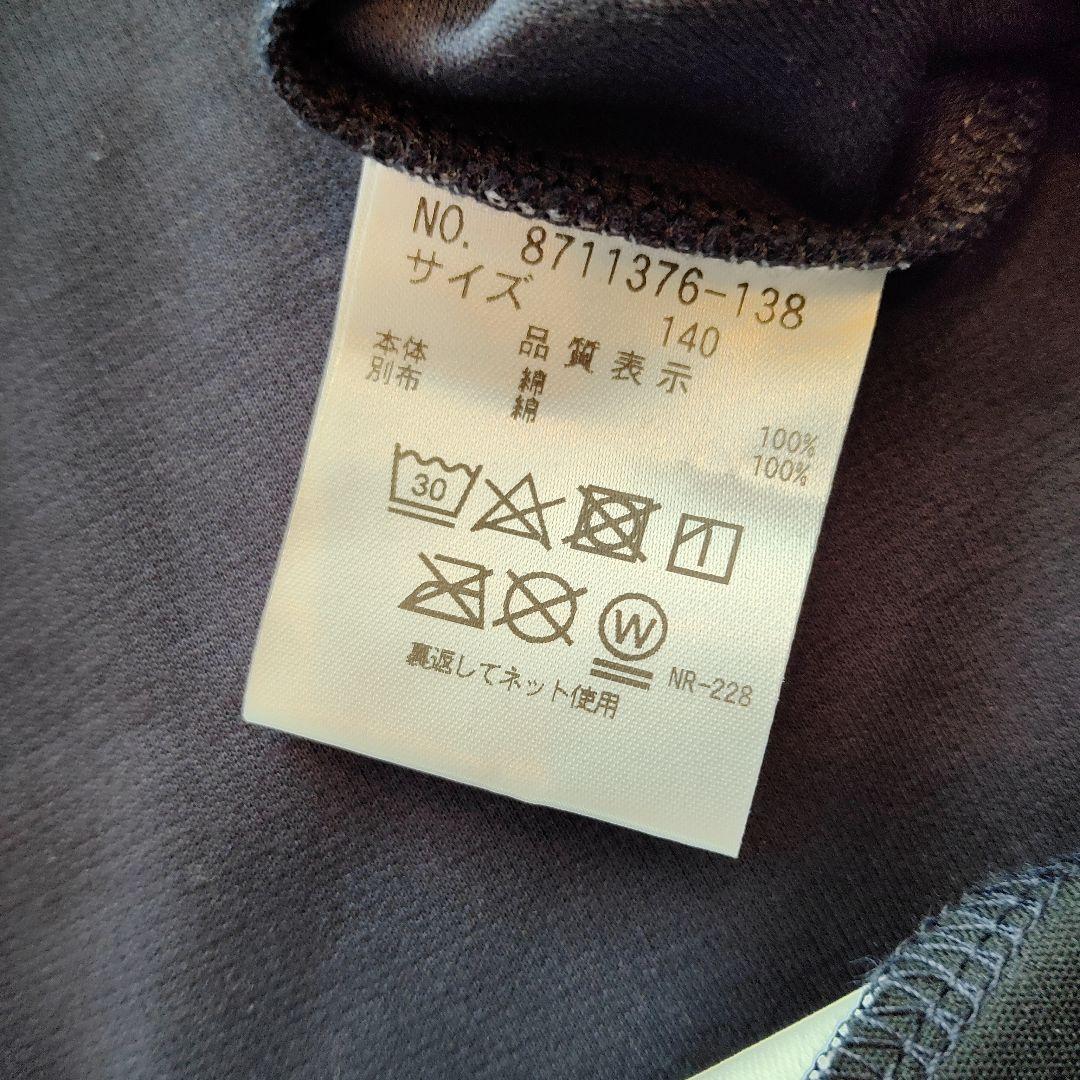 NO. 8711376-138
サイズ 140
品質表示
本体 綿 100%
別布 綿 100%
30
W
裏返してネット使用 NR-228